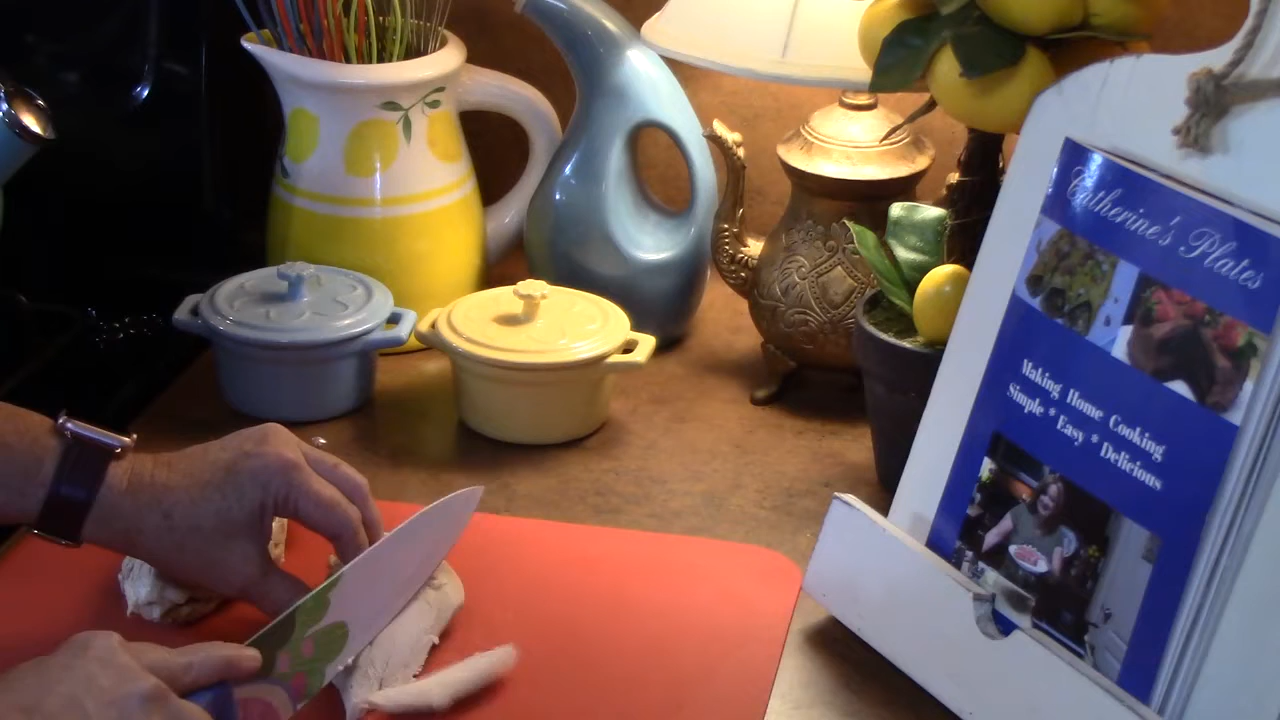 Catherine's Plates
Making Home Cooking
Simple * Easy * Delicious